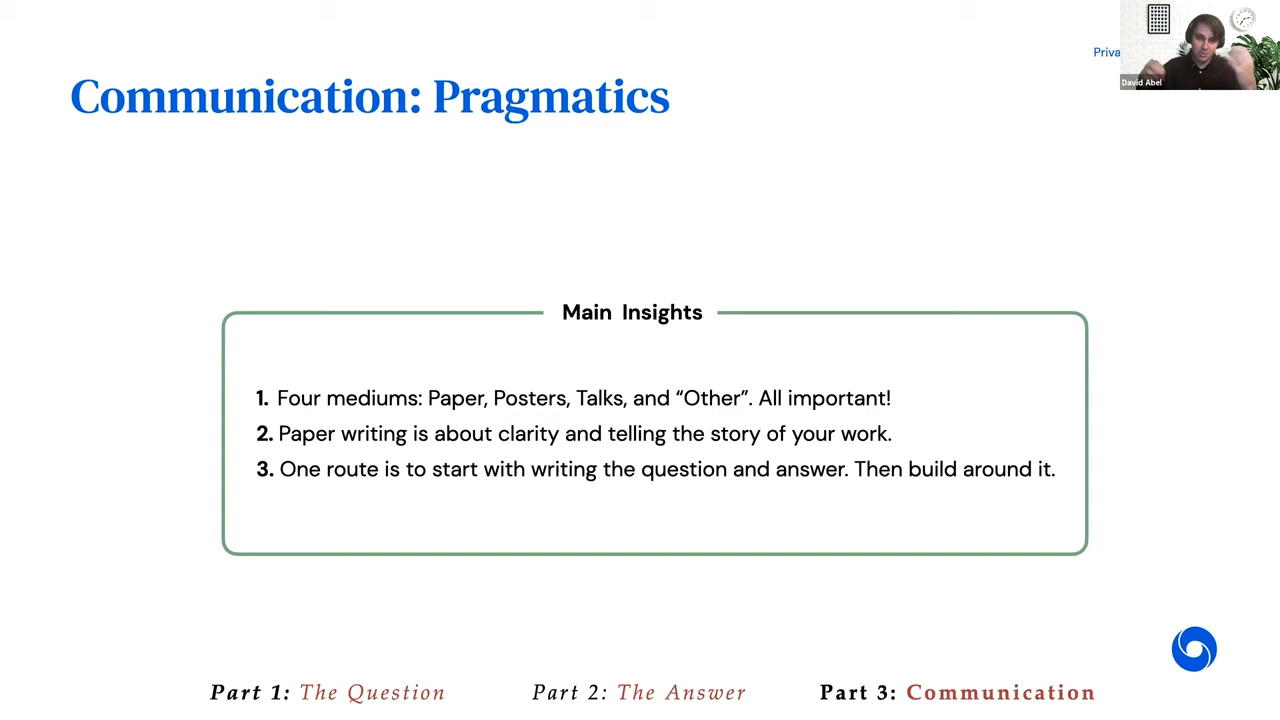 Priva
David Abel
Communication: Pragmatics
Main Insights
1. Four mediums: Paper, Posters, Talks, and “Other”. All important!
2. Paper writing is about clarity and telling the story of your work.
3. One route is to start with writing the question and answer. Then build around it.
Part 1: The Question
Part 2: The Answer
Part 3: Communication